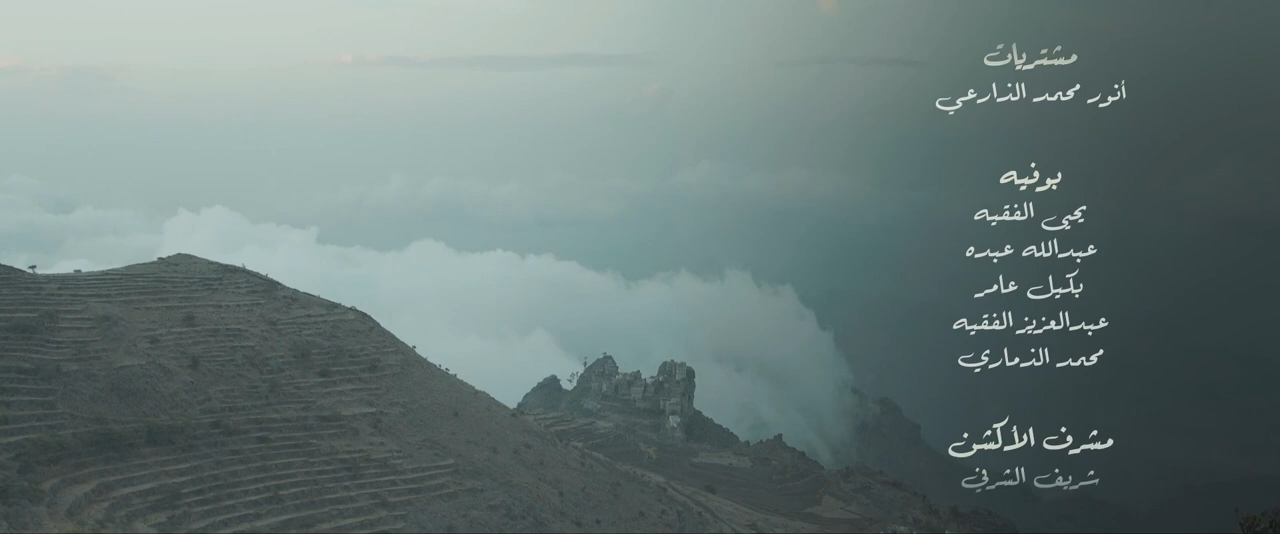 مشتريات
أنور محمد الذارعي
بوفيه
يحيى الفقيه
عبدالله عبده
بكيل عامر
عبدالعزيز الفقيه
محمد الذماري
مشرف الأكشن
شريف الشرفي